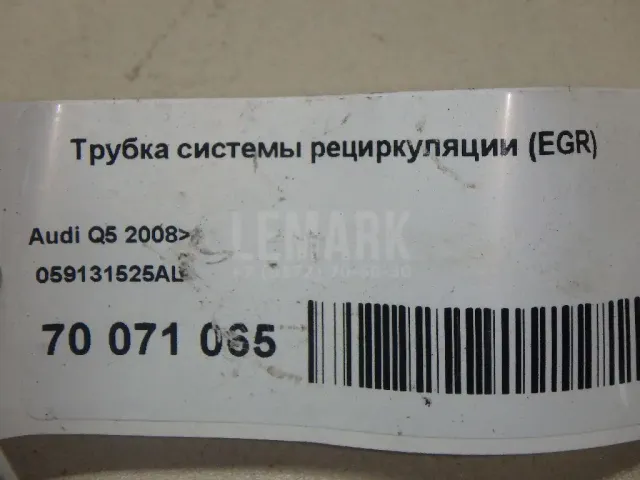 Трубка системы рециркуляции (EGR)
Audi Q5 2008>
LEMARK
059131525AL
70 071 065